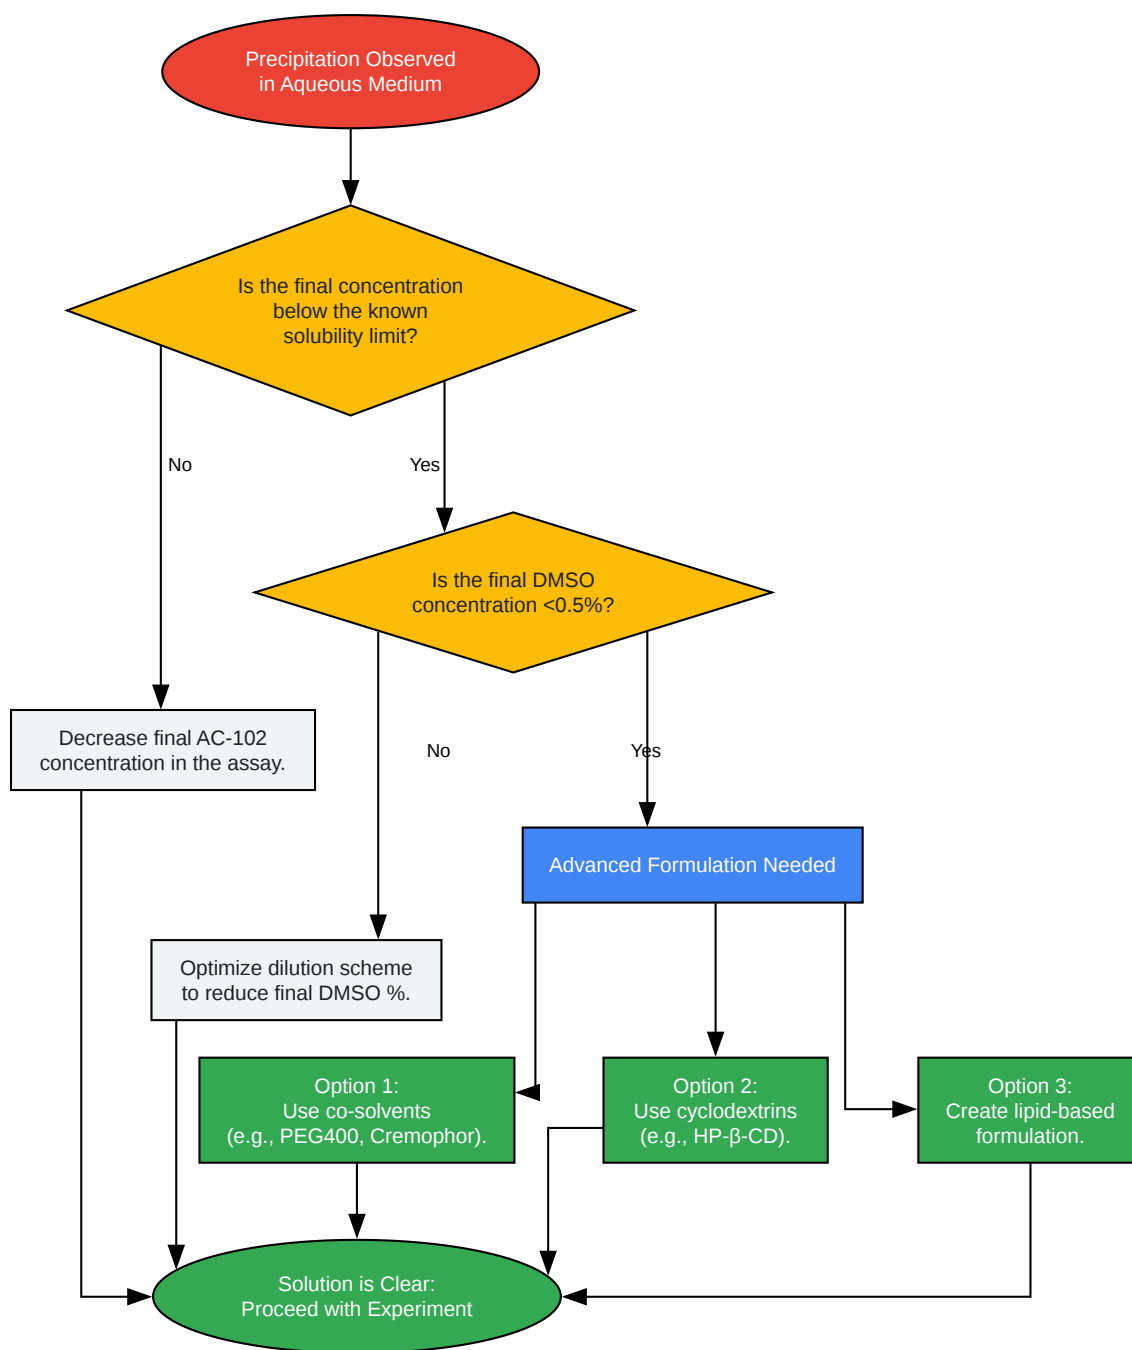 Precipitation Observed
in Aqueous Medium
Is the final concentration
below the known
solubility limit?
No
Yes
Is the final DMSO
concentration <0.5%?
Decrease final AC-102
concentration in the assay.
No
Yes
Advanced Formulation Needed
Optimize dilution scheme
to reduce final DMSO %.
Option 1:
Use co-solvents
(e.g., PEG400, Cremophor).
Option 2:
Use cyclodextrins
(e.g., HP-β-CD).
Option 3:
Create lipid-based
formulation.
Solution is Clear:
Proceed with Experiment